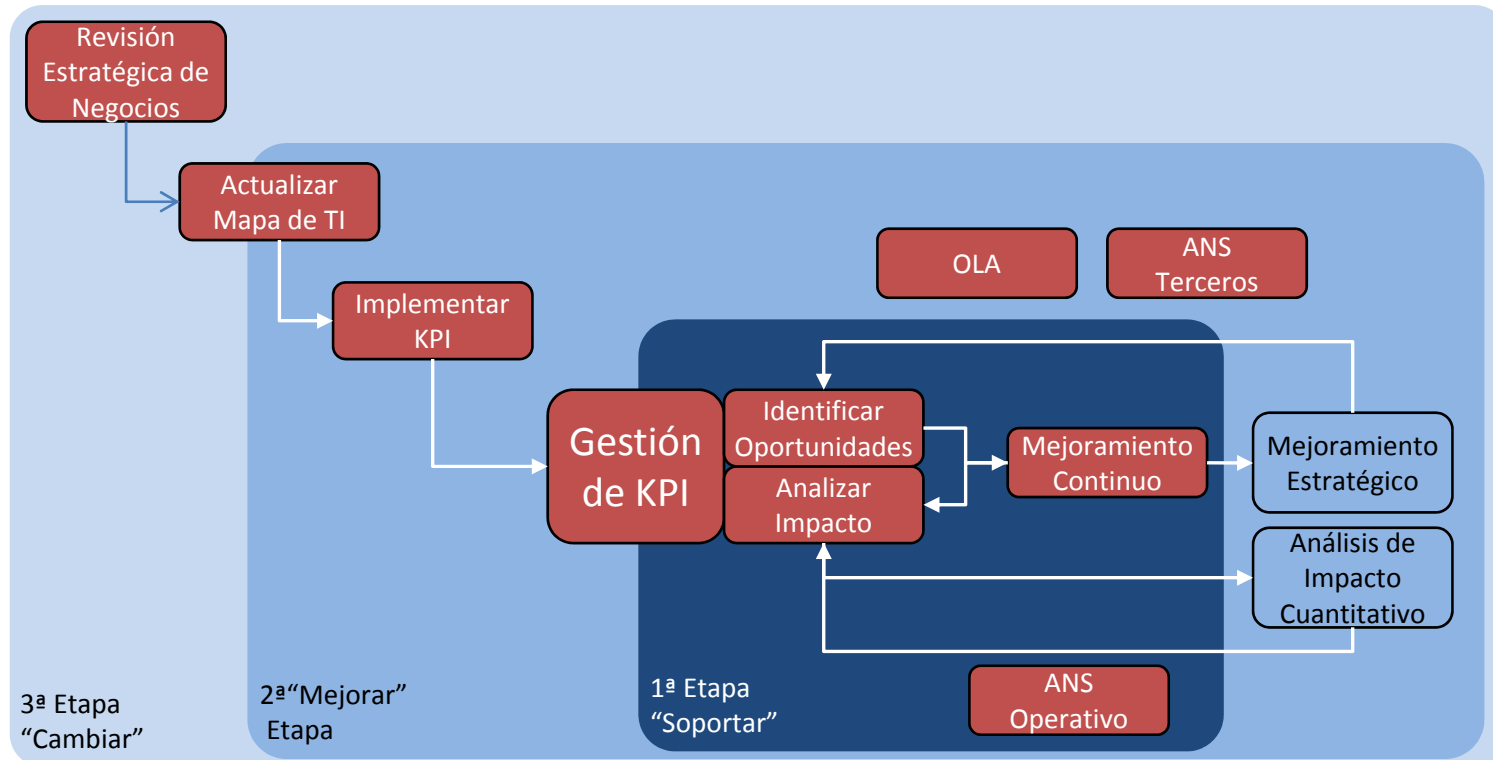 Revisión
Estratégica de
Negocios
Actualizar
Mapa de TI
Implementar
KPI
OLA
ANS
Terceros
Gestión
de KPI
Identificar
Oportunidades
Analizar
Impacto
Mejoramiento
Continuo
Mejoramiento
Estratégico
Análisis de
Impacto
Cuantitativo
ANS
Operativo
1ª Etapa
“Soportar”
2ª“Mejorar”
Etapa
3ª Etapa
“Cambiar”